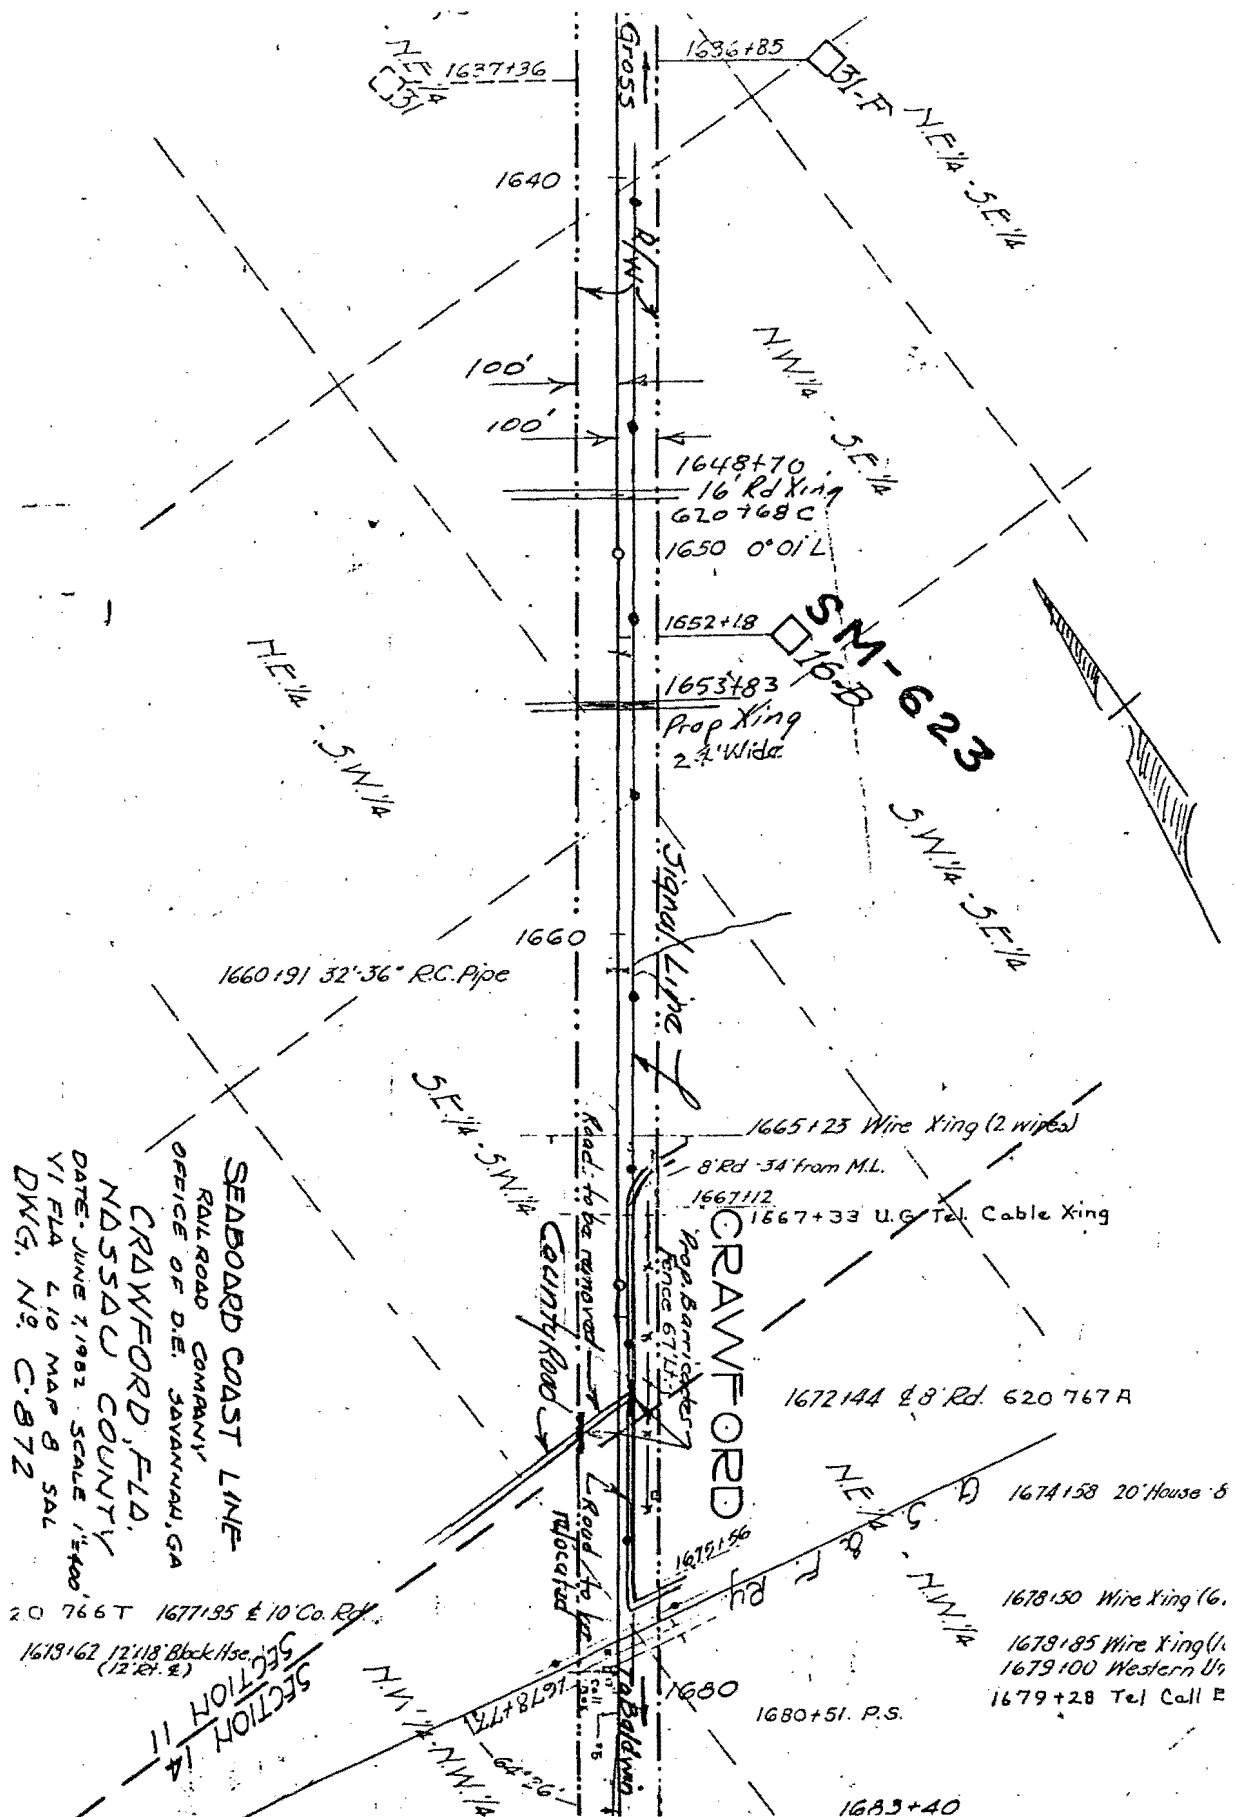 Gross
1636+85
31-F
N.E.1/4
1637+36
31
N.E.1/4 - S.E.1/4
1640
R/W
100'
100'
N.W.1/4 - S.E.1/4
1648+70
16' Rd Xing
620 768 C
1650 0°01'L
1652+18
16-B
SM-623
1653+83
Prop Xing
24' Wide
N.E.1/4 - S.W.1/4
S.W.1/4 - S.E.1/4
Signal Line
1660
1660+91 32'-36" R.C. Pipe
S.E.1/4 - S.W.1/4
1665+23 Wire Xing (2 wires)
8' Rd - 34' from M.L.
1667+12
1667+33 U.G. Tel. Cable Xing
CRAWFORD
Prop. Barricades
Fence 67' Lt.
Road to be removed
County Road
1672+44 ⅊ 8' Rd. 620 767 A
Road to be
relocated
1674+58 20' House
G S & F Ry
1675+56
N.E.1/4 - N.W.1/4
SEABOARD COAST LINE
RAILROAD COMPANY
OFFICE OF D.E. SAVANNAH, GA
CRAWFORD, FLA.
NASSAU COUNTY
DATE - JUNE 7, 1982 SCALE 1"=400'
V1 FLA L10 MAP 8 SAL
DWG. Nº C-872
20 766 T 1677+95 ⅊ 10' Co. Rd.
1678+50 Wire Xing (6
1679+62 12'x18' Block Hse.
(12' Rt. ⅊)
1678+85 Wire Xing
1679+00 Western Un
1679+28 Tel Call
SECTION 11
SECTION 14
1678+77
Call
To Baldwin
1680
1680+51. P.S.
64°26'
N.W.1/4 - N.W.1/4
1683+40